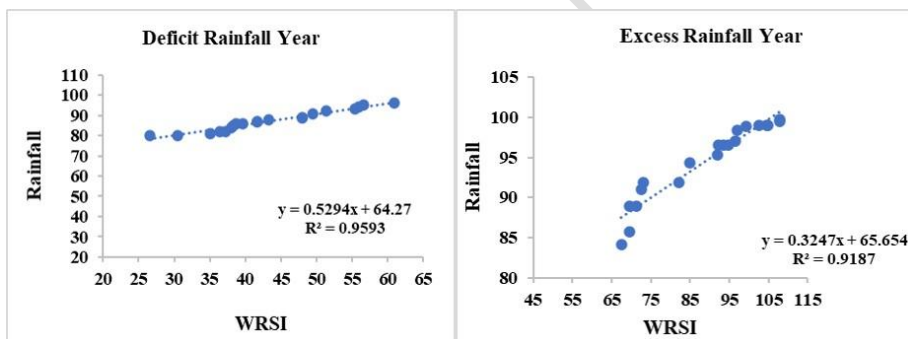 Deficit Rainfall Year
110
100
90
80
70
60
50
40
30
20
Rainfall
y = 0.5294x + 64.27
R² = 0.9593
20 25 30 35 40 45 50 55 60 65
WRSI
Excess Rainfall Year
105
100
95
90
85
80
Rainfall
y = 0.3247x + 65.654
R² = 0.9187
45 55 65 75 85 95 105 115
WRSI